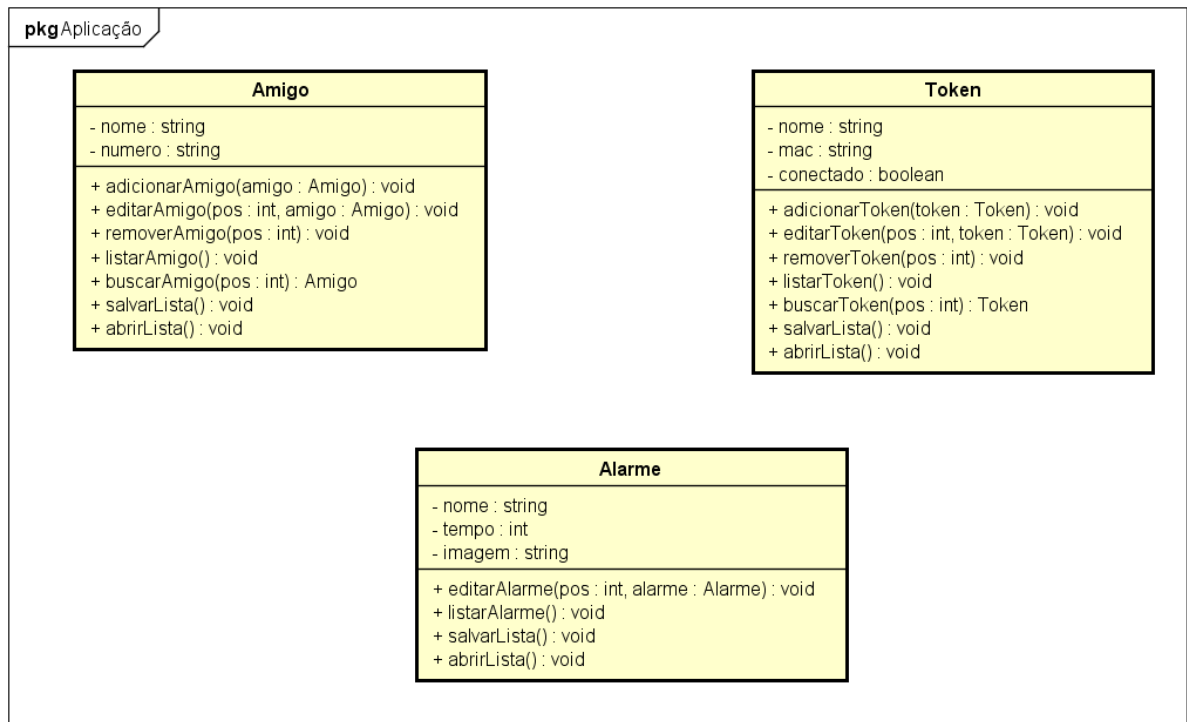 pkg Aplicação
Amigo
- nome : string
- numero : string
+ adicionarAmigo(amigo : Amigo) : void
+ editarAmigo(pos : int, amigo : Amigo) : void
+ removerAmigo(pos : int) : void
+ listarAmigo() : void
+ buscarAmigo(pos : int) : Amigo
+ salvarLista() : void
+ abrirLista() : void
Token
- nome : string
- mac : string
- conectado : boolean
+ adicionarToken(token : Token) : void
+ editarToken(pos : int, token : Token) : void
+ removerToken(pos : int) : void
+ listarToken() : void
+ buscarToken(pos : int) : Token
+ salvarLista() : void
+ abrirLista() : void
Alarme
- nome : string
- tempo : int
- imagem : string
+ editarAlarme(pos : int, alarme : Alarme) : void
+ listarAlarme() : void
+ salvarLista() : void
+ abrirLista() : void